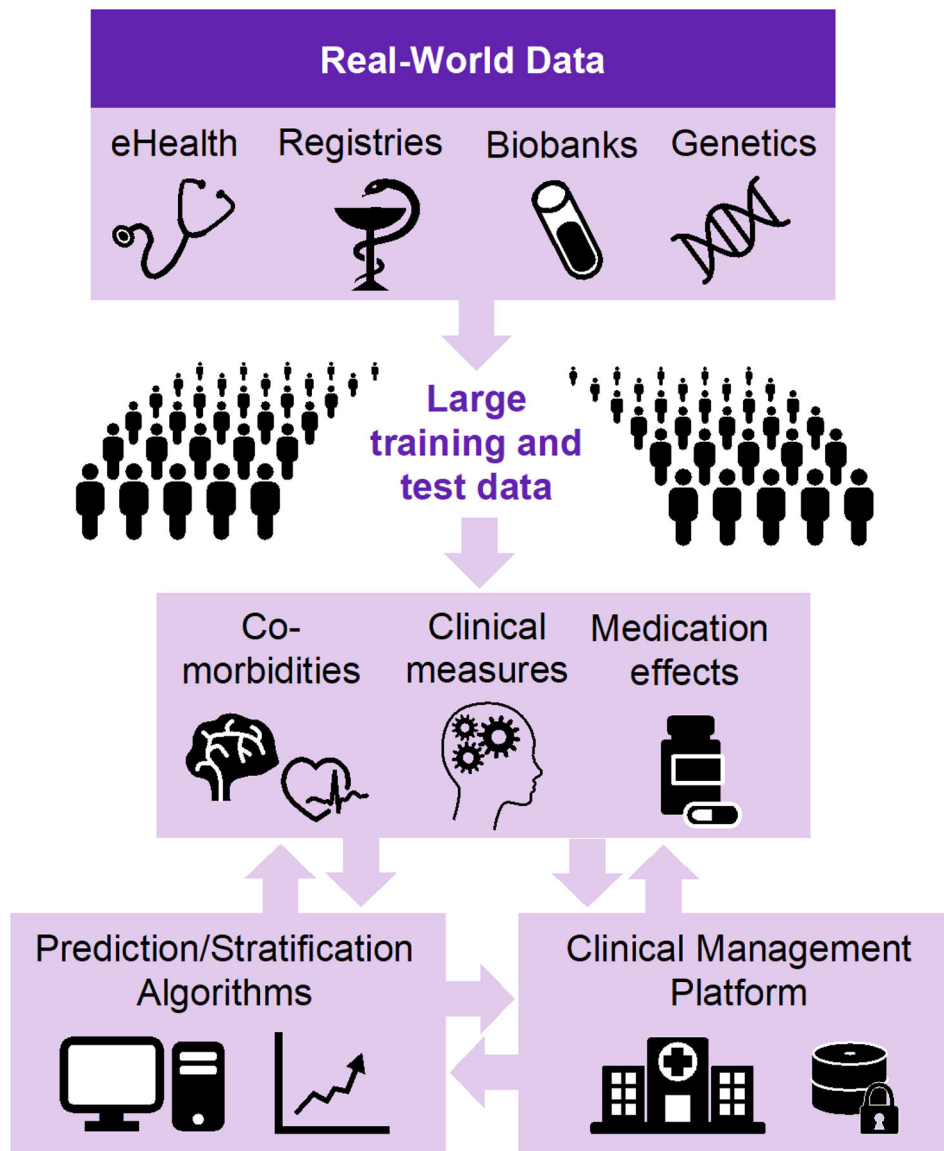 Real-World Data
eHealth
Registries
Biobanks
Genetics
Large
training and
test data
Co-
morbidities
Clinical
measures
Medication
effects
Prediction/Stratification
Algorithms
Clinical Management
Platform